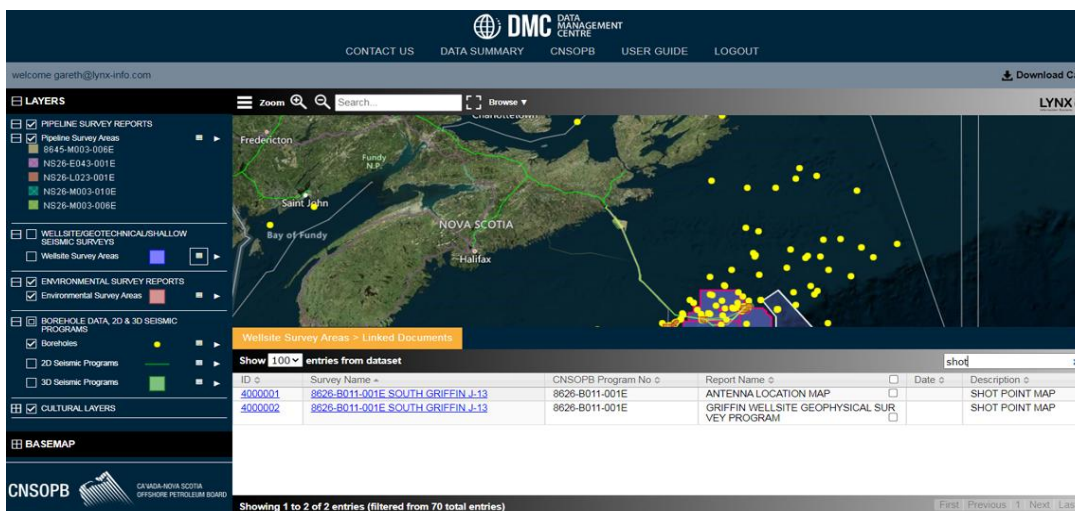 DMC DATA MANAGEMENT CENTRE
CONTACT US DATA SUMMARY CNSOPB USER GUIDE LOGOUT
welcome gareth@lynx-info.com Download Ca
LAYERS
PIPELINE SURVEY REPORTS
Pipeline Survey Areas
8645-M003-006E
NS26-E043-001E
NS26-L023-001E
NS26-M003-010E
NS26-M003-006E
WELLSITE/GEOTECHNICAL/SHALLOW
SEISMIC SURVEYS
Wellsite Survey Areas
ENVIRONMENTAL SURVEY REPORTS
Environmental Survey Areas
BOREHOLE DATA, 2D & 3D SEISMIC
PROGRAMS
Boreholes
2D Seismic Programs
3D Seismic Programs
CULTURAL LAYERS
BASEMAP
CNSOPB CANADA-NOVA SCOTIA
OFFSHORE PETROLEUM BOARD
Zoom Search... Browse LYNX
Charlottetown
Fredericton
Fundy
N.P.
Saint John
NOVA SCOTIA
Bay of Fundy
Halifax
Wellsite Survey Areas > Linked Documents
Show 100 entries from dataset shot
ID Survey Name CNSOPB Program No Report Name Date Description
4000001 8626-B011-001E SOUTH GRIFFIN J-13 8626-B011-001E ANTENNA LOCATION MAP SHOT POINT MAP
4000002 8626-B011-001E SOUTH GRIFFIN J-13 8626-B011-001E GRIFFIN WELLSITE GEOPHYSICAL SUR SHOT POINT MAP
VEY PROGRAM
Showing 1 to 2 of 2 entries (filtered from 70 total entries) First Previous 1 Next Las